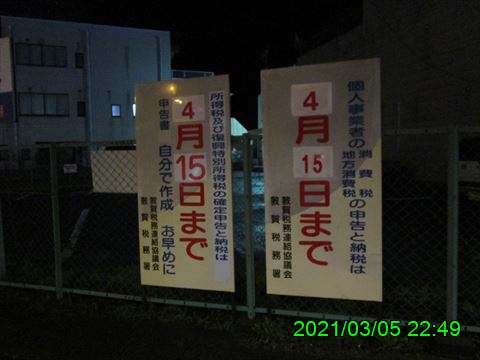 個人事業者の消費税
地方消費税の申告と納税は
4月15日まで
敦賀税務連絡協議会
敦賀税務署
所得税及び復興特別所得税の確定申告と納税は
4月15日まで
申告書 自分で作成 お早めに
敦賀税務連絡協議会
敦賀税務署
2021/03/05 22:49